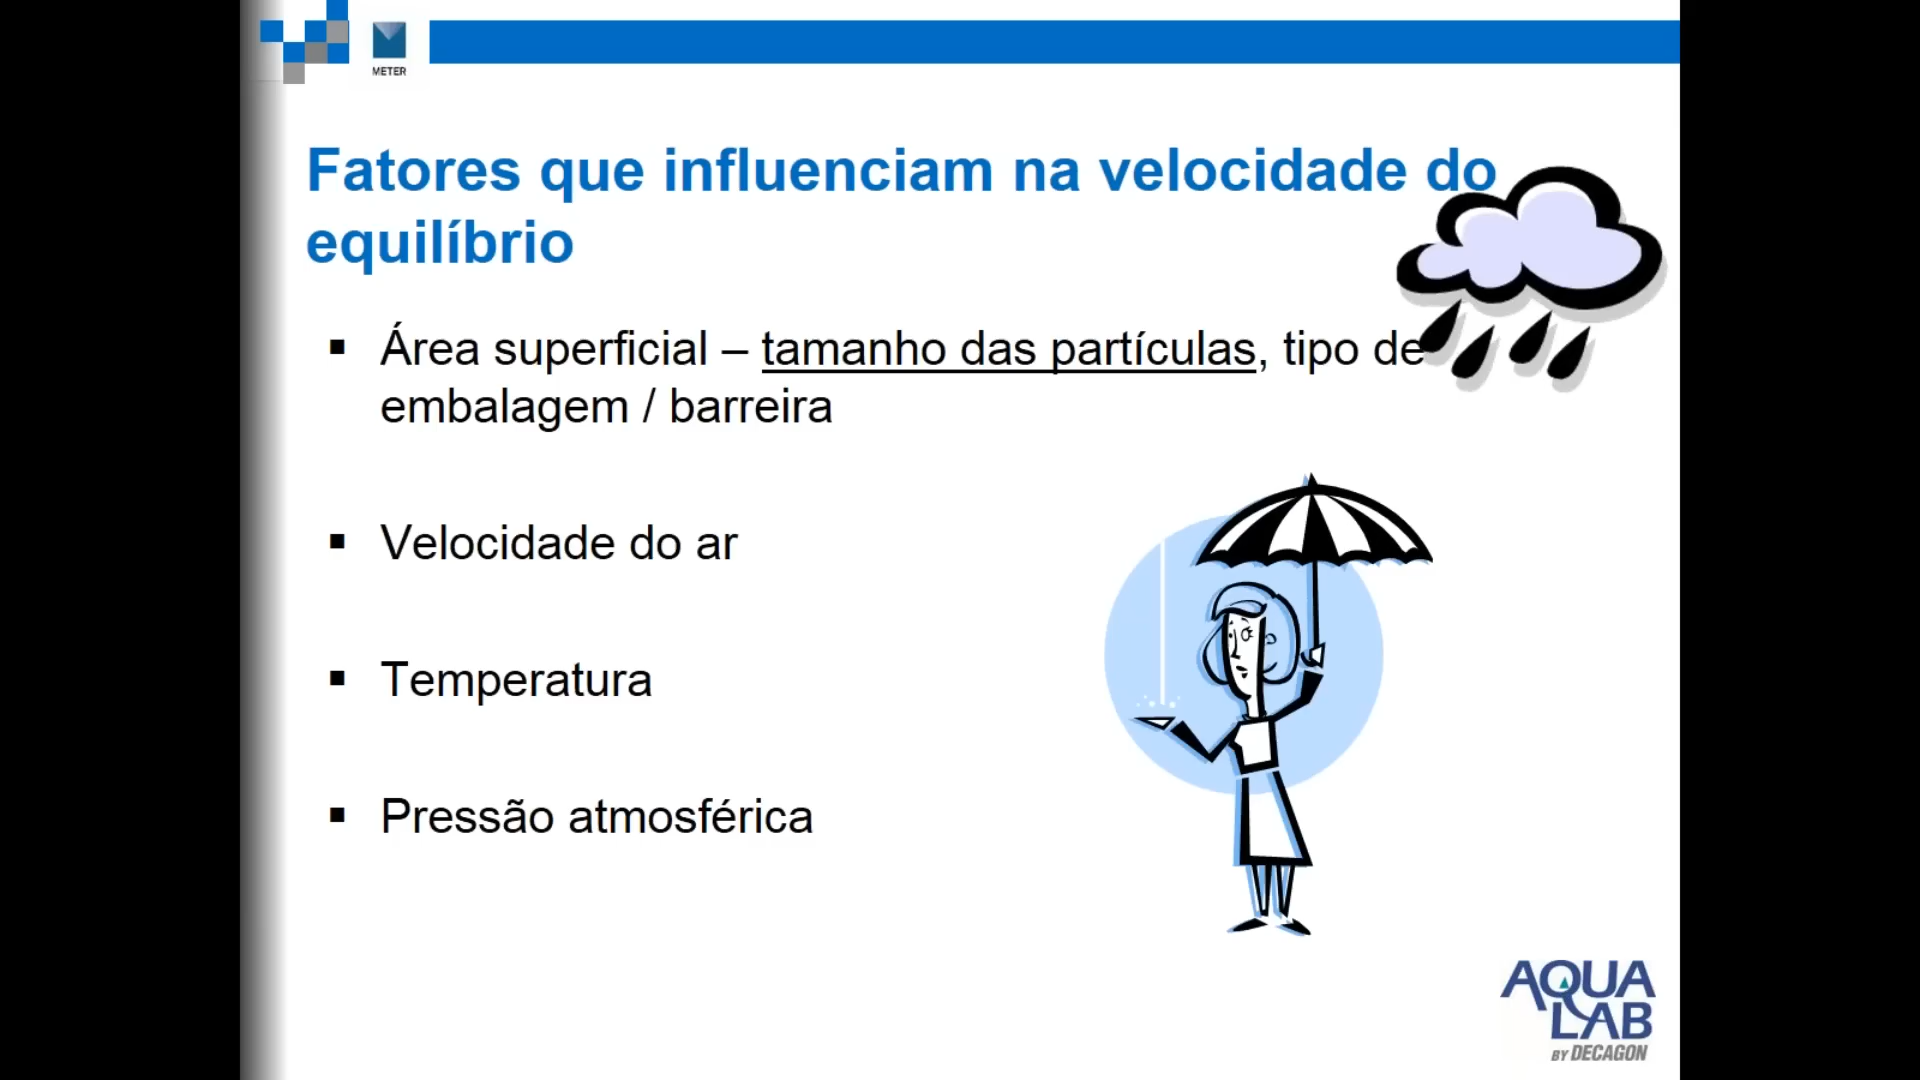 METER
Fatores que influenciam na velocidade do
equilíbrio
▪ Área superficial – tamanho das partículas, tipo de
embalagem / barreira
▪ Velocidade do ar
▪ Temperatura
▪ Pressão atmosférica
AQUA
LAB
BY DECAGON